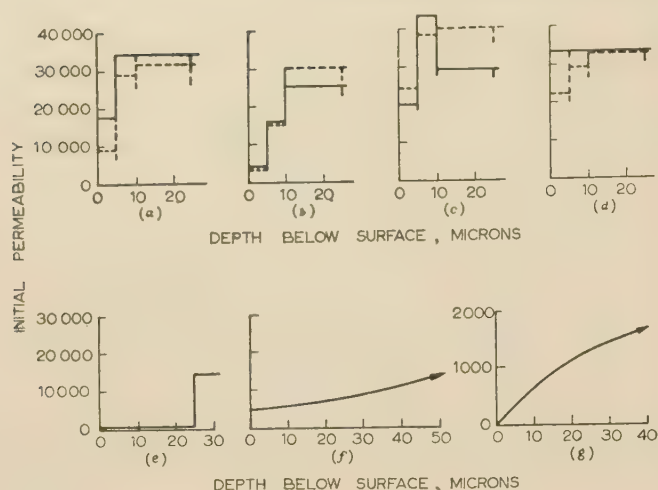 40 000
30 000
20 000
10 000
0
0 10 20
(a)
0 10 20
(b)
0 10 20
(c)
0 10 20
(d)
DEPTH BELOW SURFACE, MICRONS
INITIAL PERMEABILITY
30 000
20 000
10 000
0
0 10 20 30
(e)
0 10 20 30 40 50
(f)
2000
1000
0
0 10 20 30 40
(g)
DEPTH BELOW SURFACE, MICRONS